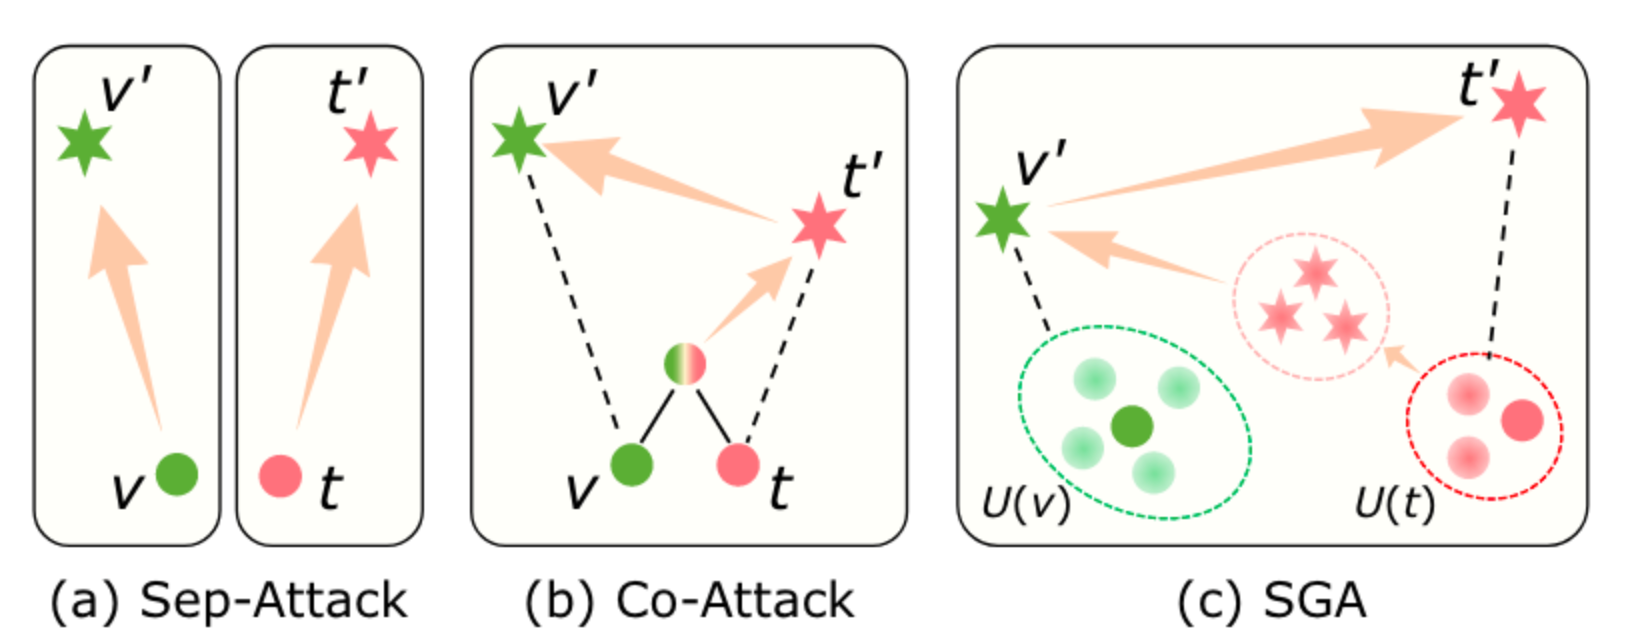 v′
t′
v
t
v′
t′
v
t
t′
v′
U(v)
U(t)
(a) Sep-Attack
(b) Co-Attack
(c) SGA